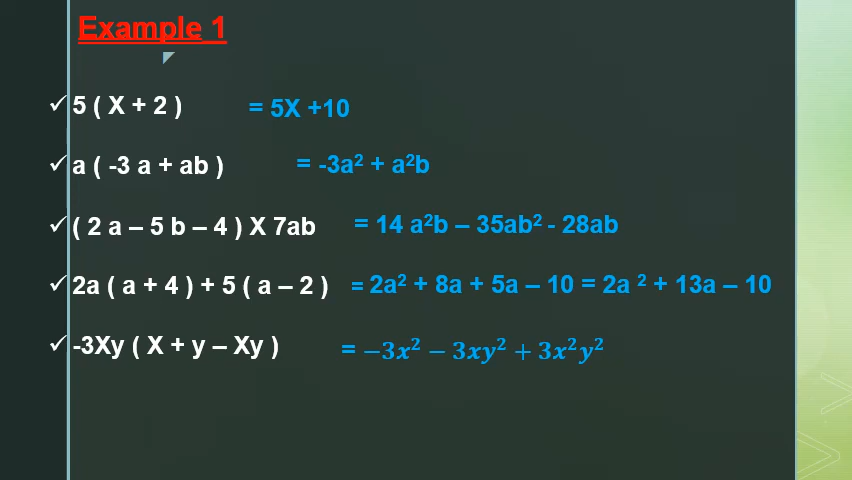 Example 1
✓ 5 ( X + 2 ) = 5X +10
✓ a ( -3 a + ab ) = -3a² + a²b
✓ ( 2 a – 5 b – 4 ) X 7ab = 14 a²b – 35ab² - 28ab
✓ 2a ( a + 4 ) + 5 ( a – 2 ) = 2a² + 8a + 5a – 10 = 2a ² + 13a – 10
✓ -3Xy ( X + y – Xy ) = −3x² − 3xy² + 3x²y²